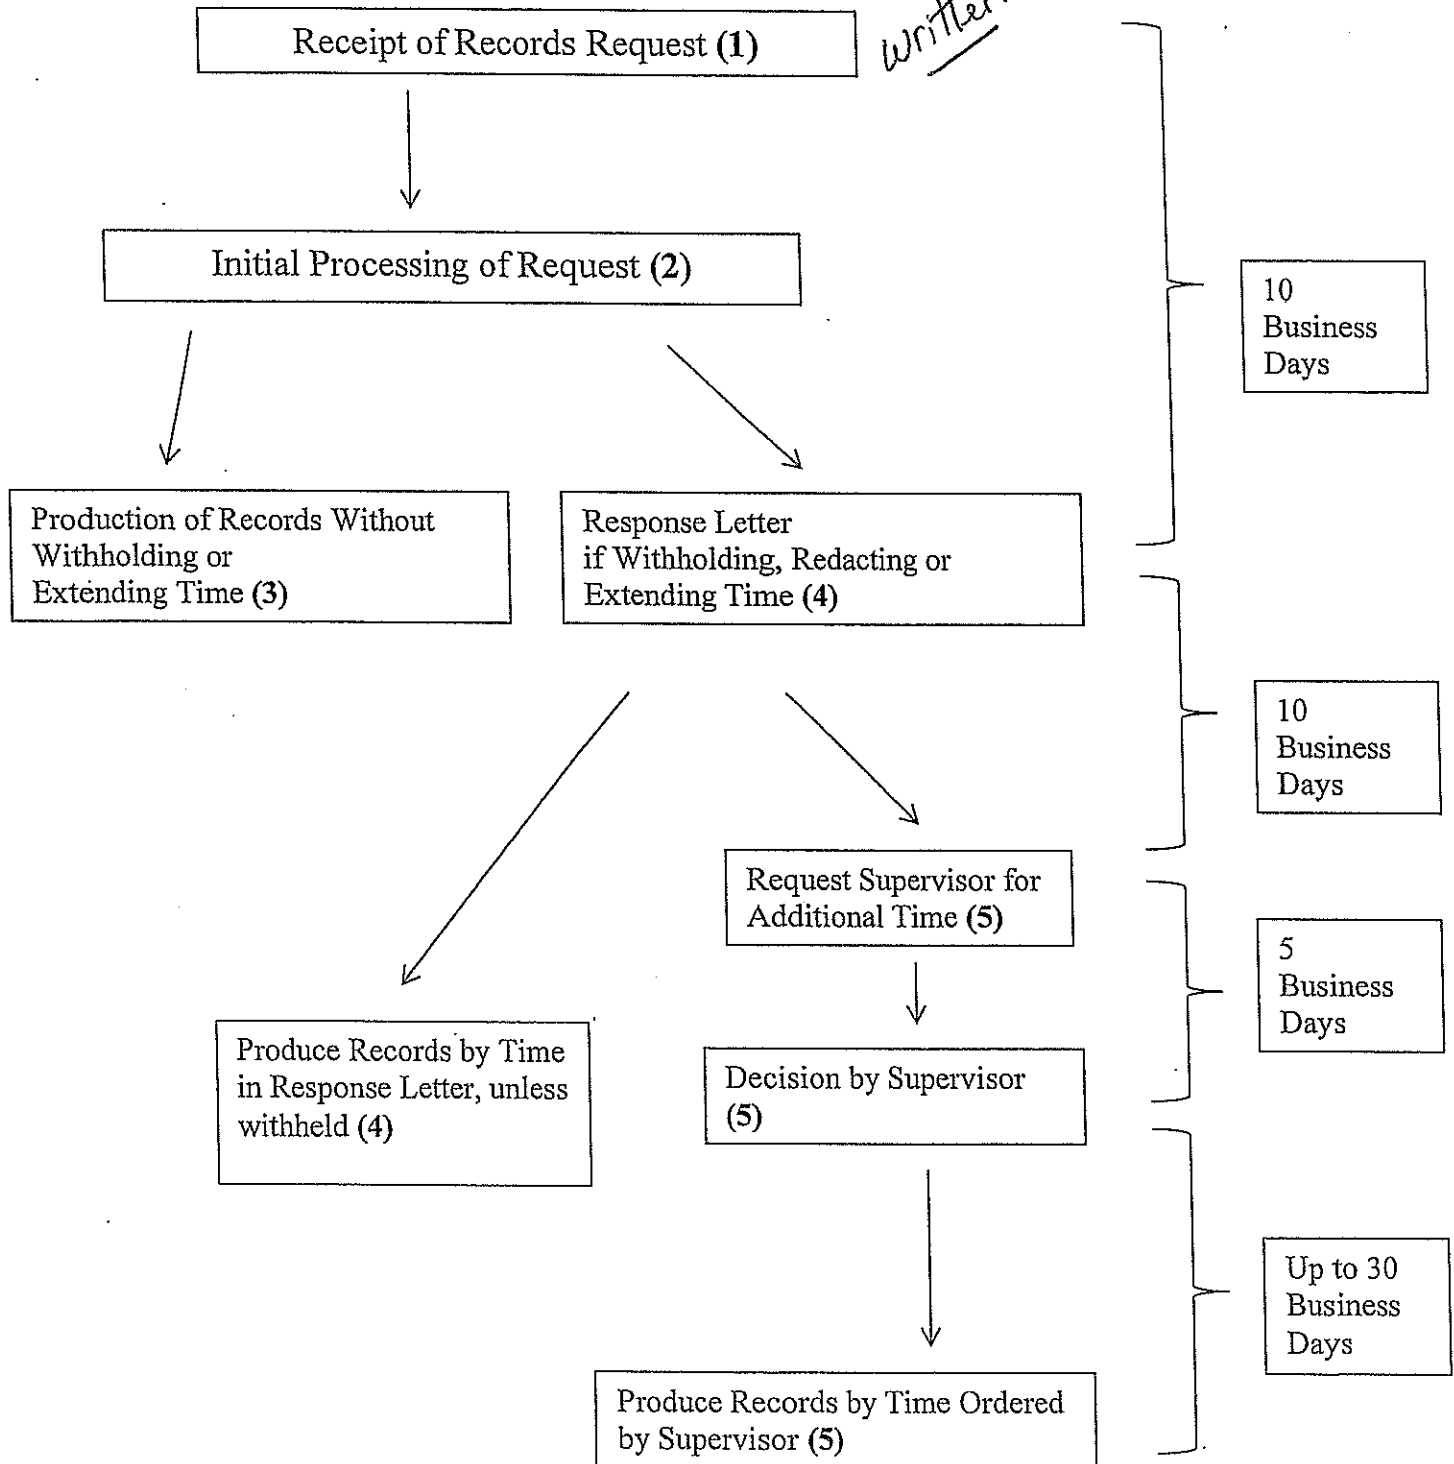 Receipt of Records Request (1)
written
Initial Processing of Request (2)
10
Business
Days
Production of Records Without
Withholding or
Extending Time (3)
Response Letter
if Withholding, Redacting or
Extending Time (4)
10
Business
Days
Request Supervisor for
Additional Time (5)
5
Business
Days
Produce Records by Time
in Response Letter, unless
withheld (4)
Decision by Supervisor
(5)
Up to 30
Business
Days
Produce Records by Time Ordered
by Supervisor (5)